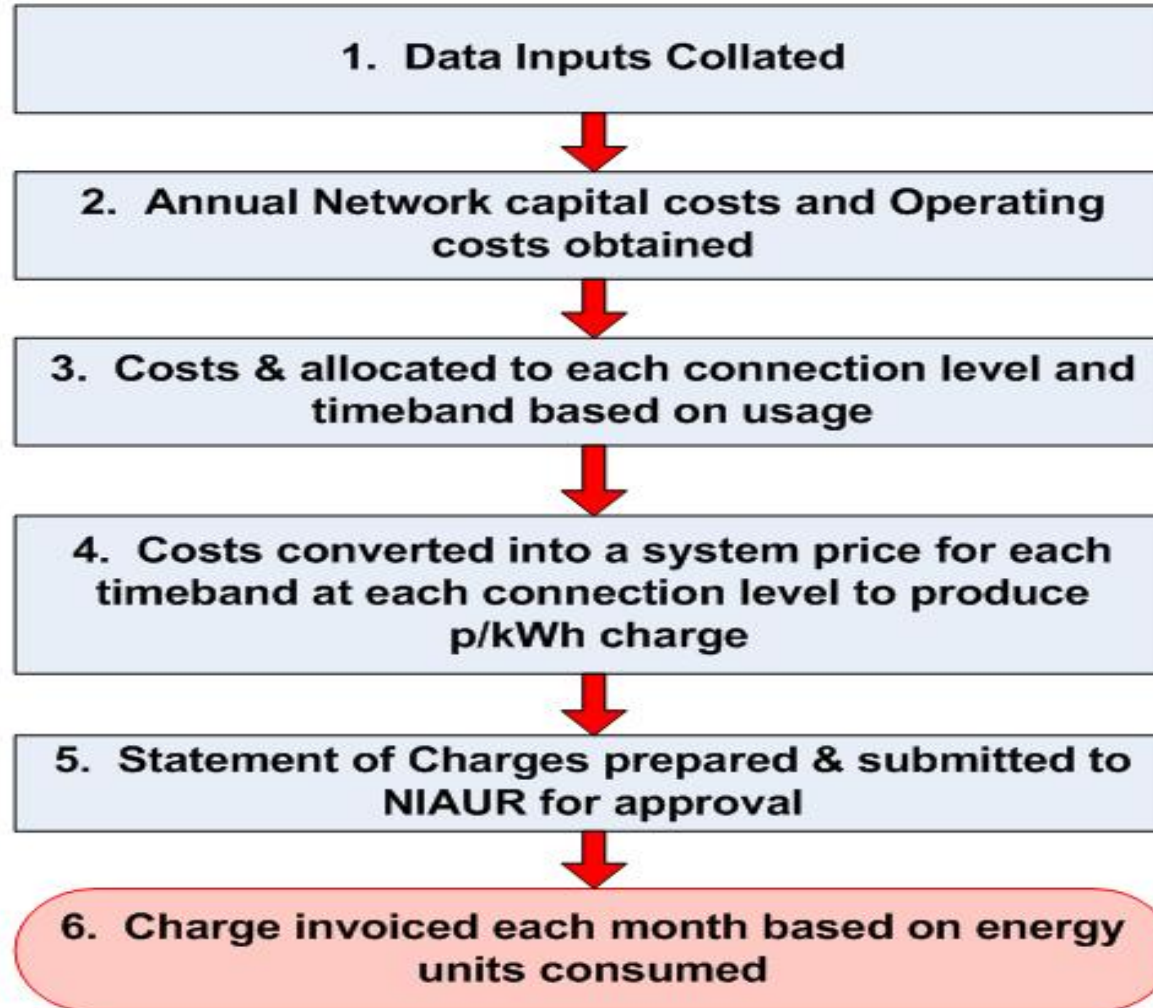 1. Data Inputs Collated
2. Annual Network capital costs and Operating
costs obtained
3. Costs & allocated to each connection level and
timeband based on usage
4. Costs converted into a system price for each
timeband at each connection level to produce
p/kWh charge
5. Statement of Charges prepared & submitted to
NIAUR for approval
6. Charge invoiced each month based on energy
units consumed